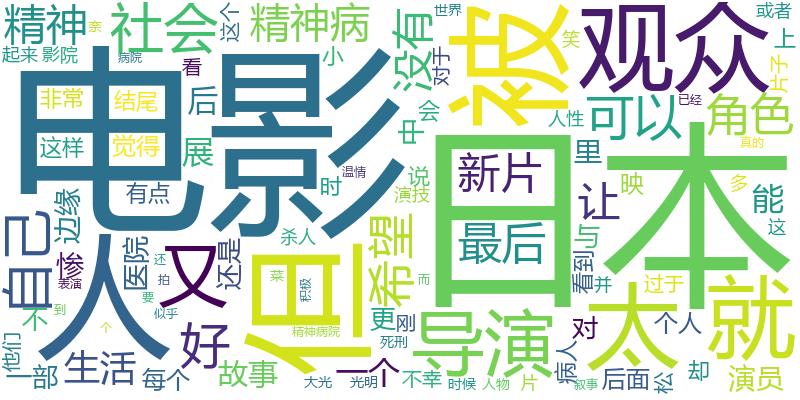 精神
社会
精神病
这个
没有
世界
被
笑
观众
或者
上
奈
起来
影院
病院
看
小
对于
片子
非常
结尾
后
电影
中
会
可以
已经
角色
这样
觉得
展
人性
里
真的
日本
新片
边缘
有点
时
温情
演技
说
让
映
多
能
自己
惨
表演
医院
还
拍
又
还是
杀人
但
希望
最后
与
看到
并
过于
这
就
人
不
到
要
似乎
菜
积极
更
刚
而
导演
太
他们
个
好
精神病院
死刑
对
个人
一部
生活
每个
故事
大光
一个
光明
不幸
时候
人物
片
叙事
病人
后面
松
却
演员